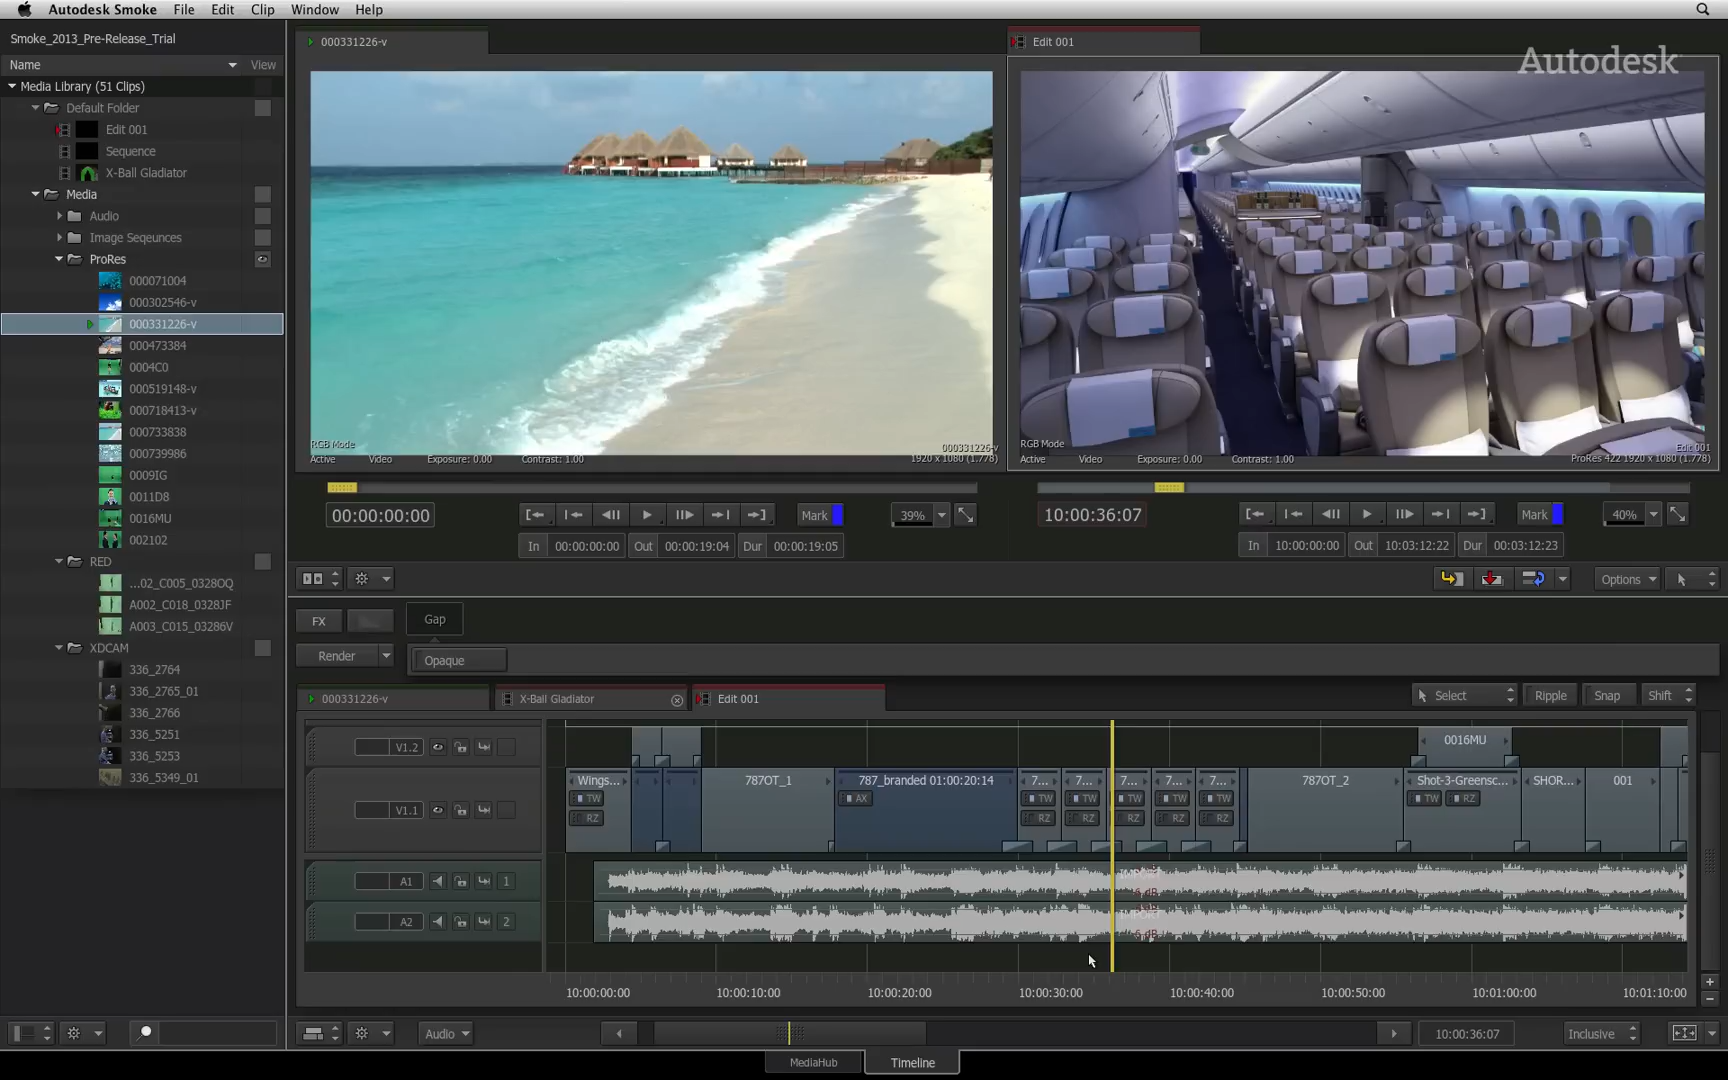 Autodesk Smoke File Edit Clip Window Help
Smoke_2013_Pre-Release_Trial
Name View
Media Library (51 Clips)
Default Folder
Edit 001
Sequence
X-Ball Gladiator
Media
Audio
Image Seqeunces
ProRes
000071004
000302546-v
000331226-v
000473384
0004C0
000519148-v
000718413-v
000733838
000739986
0009IG
0011D8
0016MU
002102
RED
...02_C005_0328OQ
A002_C018_0328JF
A003_C015_03286V
XDCAM
336_2764
336_2765_01
336_2766
336_5251
336_5253
336_5349_01
000331226-v
RGB Mode
000331226-v
Active Video Exposure: 0.00 Contrast: 1.00 1920 x 1080 (1.778)
Edit 001
Autodesk
RGB Mode
Edit 001
Active Video Exposure: 0.00 Contrast: 1.00 ProRes 422 1920 x 1080 (1.778)
00:00:00:00 Mark 39%
In 00:00:00:00 Out 00:00:19:04 Dur 00:00:19:05
10:00:36:07 Mark 40%
In 10:00:00:00 Out 10:03:12:22 Dur 00:03:12:23
Options
FX Gap
Render Opaque
000331226-v X-Ball Gladiator Edit 001 Select Ripple Snap Shift
V1.2 0016MU
Wings... 787OT_1 787_branded 01:00:20:14 7... 7... 7... 7... 7... 787OT_2 Shot-3-Greensc... SHOR... 001
TW AX TW TW TW TW TW TW RZ
V1.1
RZ RZ RZ RZ RZ RZ
A1 1 IMPORT
-6 dB
A2 2 IMPORT
-6 dB
10:00:00:00 10:00:10:00 10:00:20:00 10:00:30:00 10:00:40:00 10:00:50:00 10:01:00:00 10:01:10:00
Audio 10:00:36:07 Inclusive
MediaHub Timeline